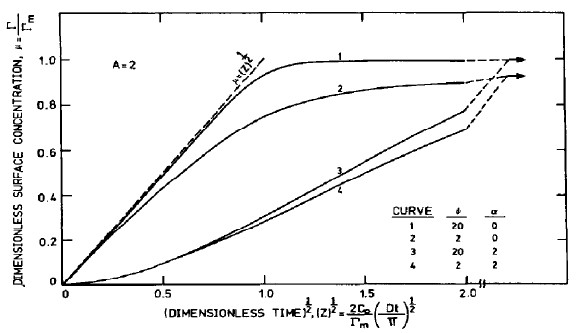 DIMENSIONLESS SURFACE CONCENTRATION, μ = Γ/Γm
1.0
0.8
0.6
0.4
0.2
0
A=2
μ=(Z)^½
1
2
3
4
CURVE ϕ α
1 20 0
2 2 0
3 20 2
4 2 2
0 0.5 1.0 1.5 2.0
(DIMENSIONLESS TIME)^½, (Z)^½ = 2C₀/Γm (Dt/π)^½